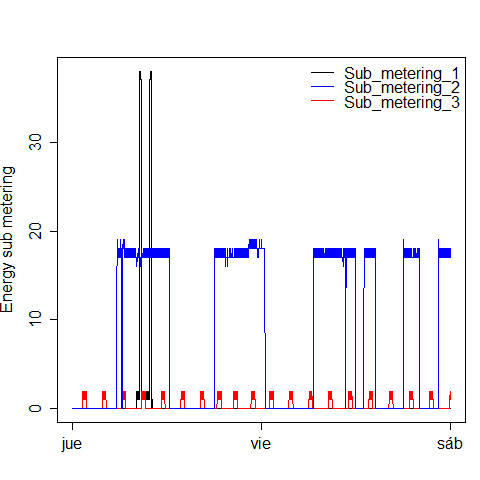 Sub_metering_1
Sub_metering_2
Sub_metering_3
Energy sub metering
30
20
10
0
jue vie sáb